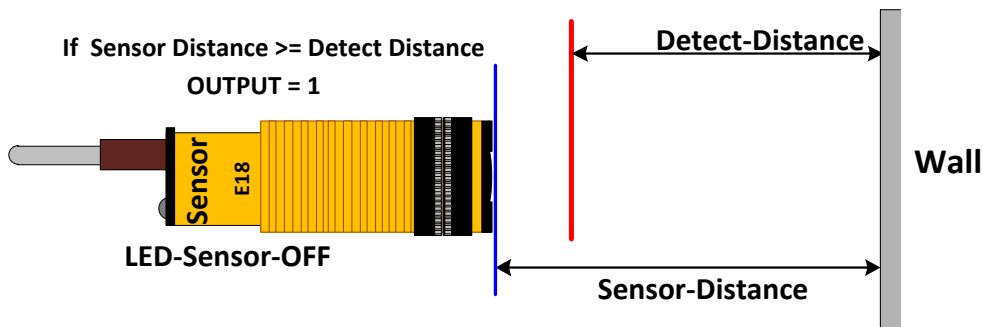 If Sensor Distance >= Detect Distance
OUTPUT = 1
Detect-Distance
Sensor
E18
Wall
LED-Sensor-OFF
Sensor-Distance